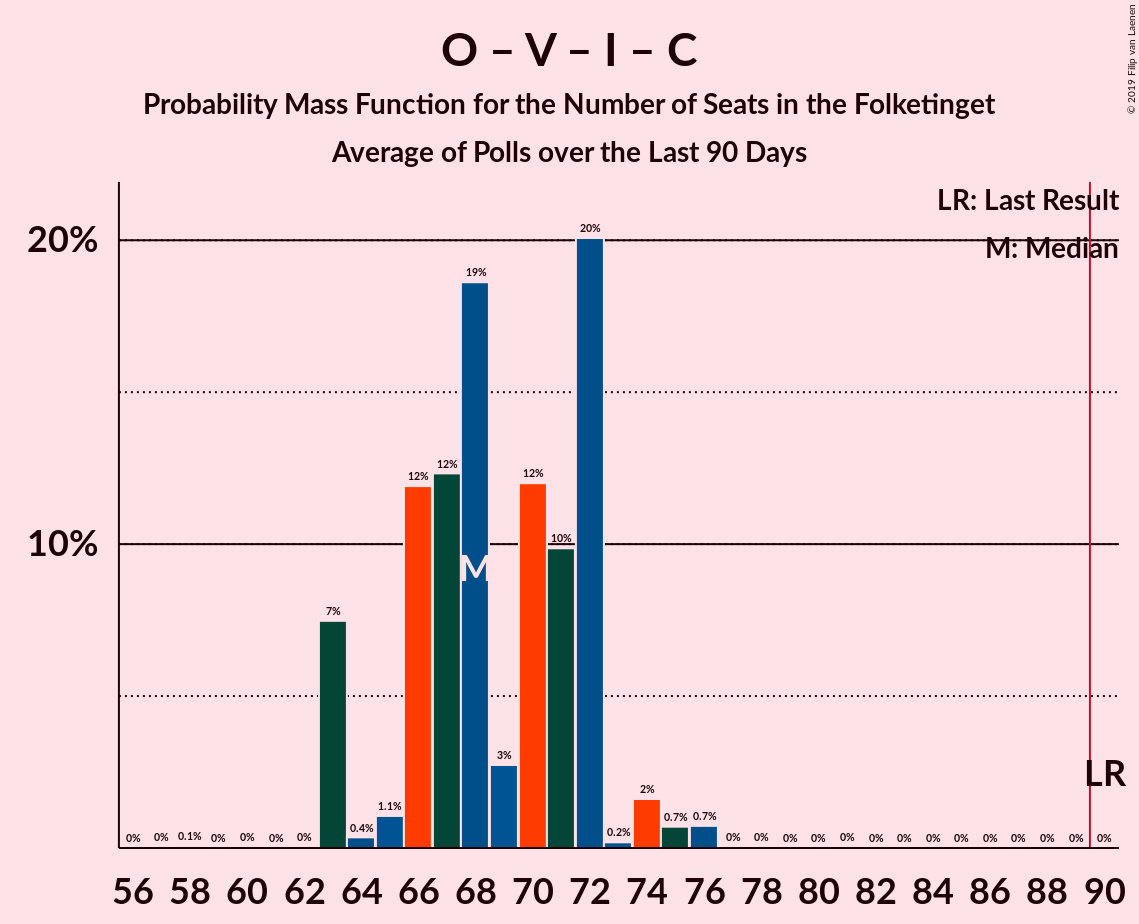 O – V – I – C
Probability Mass Function for the Number of Seats in the Folketinget
Average of Polls over the Last 90 Days
© 2019 Filip van Laenen
LR: Last Result
M: Median
20%
10%
0% 0% 0.1% 0% 0% 0% 0% 7% 0.4% 1.1% 12% 12% 19% 3% 12% 10% 20% 0.2% 2% 0.7% 0.7% 0% 0% 0% 0% 0% 0% 0% 0% 0% 0% 0% 0% 0% 0%
M
LR
56 58 60 62 64 66 68 70 72 74 76 78 80 82 84 86 88 90